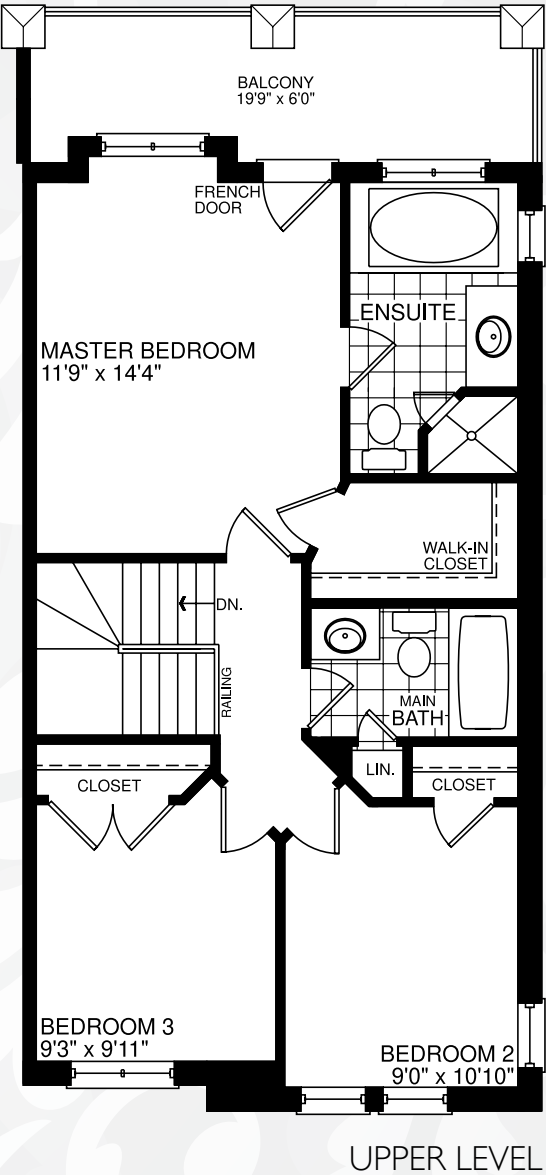 BALCONY
19'9" x 6'0"
FRENCH
DOOR
ENSUITE
MASTER BEDROOM
11'9" x 14'4"
WALK-IN
CLOSET
DN.
RAILING
MAIN
BATH
LIN.
CLOSET
CLOSET
BEDROOM 3
9'3" x 9'11"
BEDROOM 2
9'0" x 10'10"
UPPER LEVEL